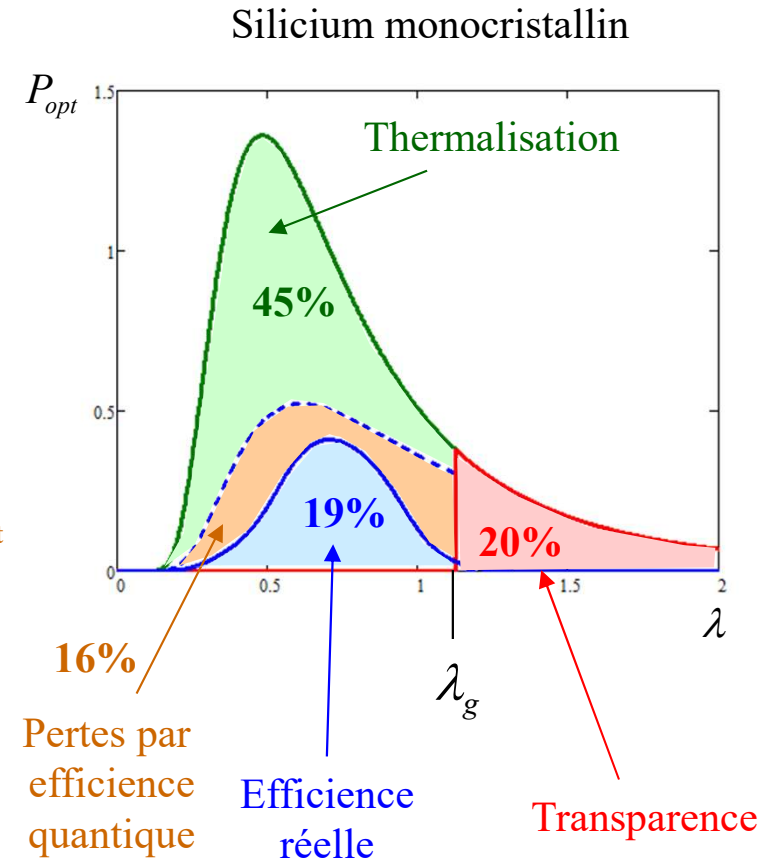 Silicium monocristallin
P_opt
1.5
Thermalisation
1
45%
0.5
19%
20%
t
0
0
0.5
1
1.5
2
λ
16%
λ_g
Pertes par
efficience
quantique
Efficience
réelle
Transparence